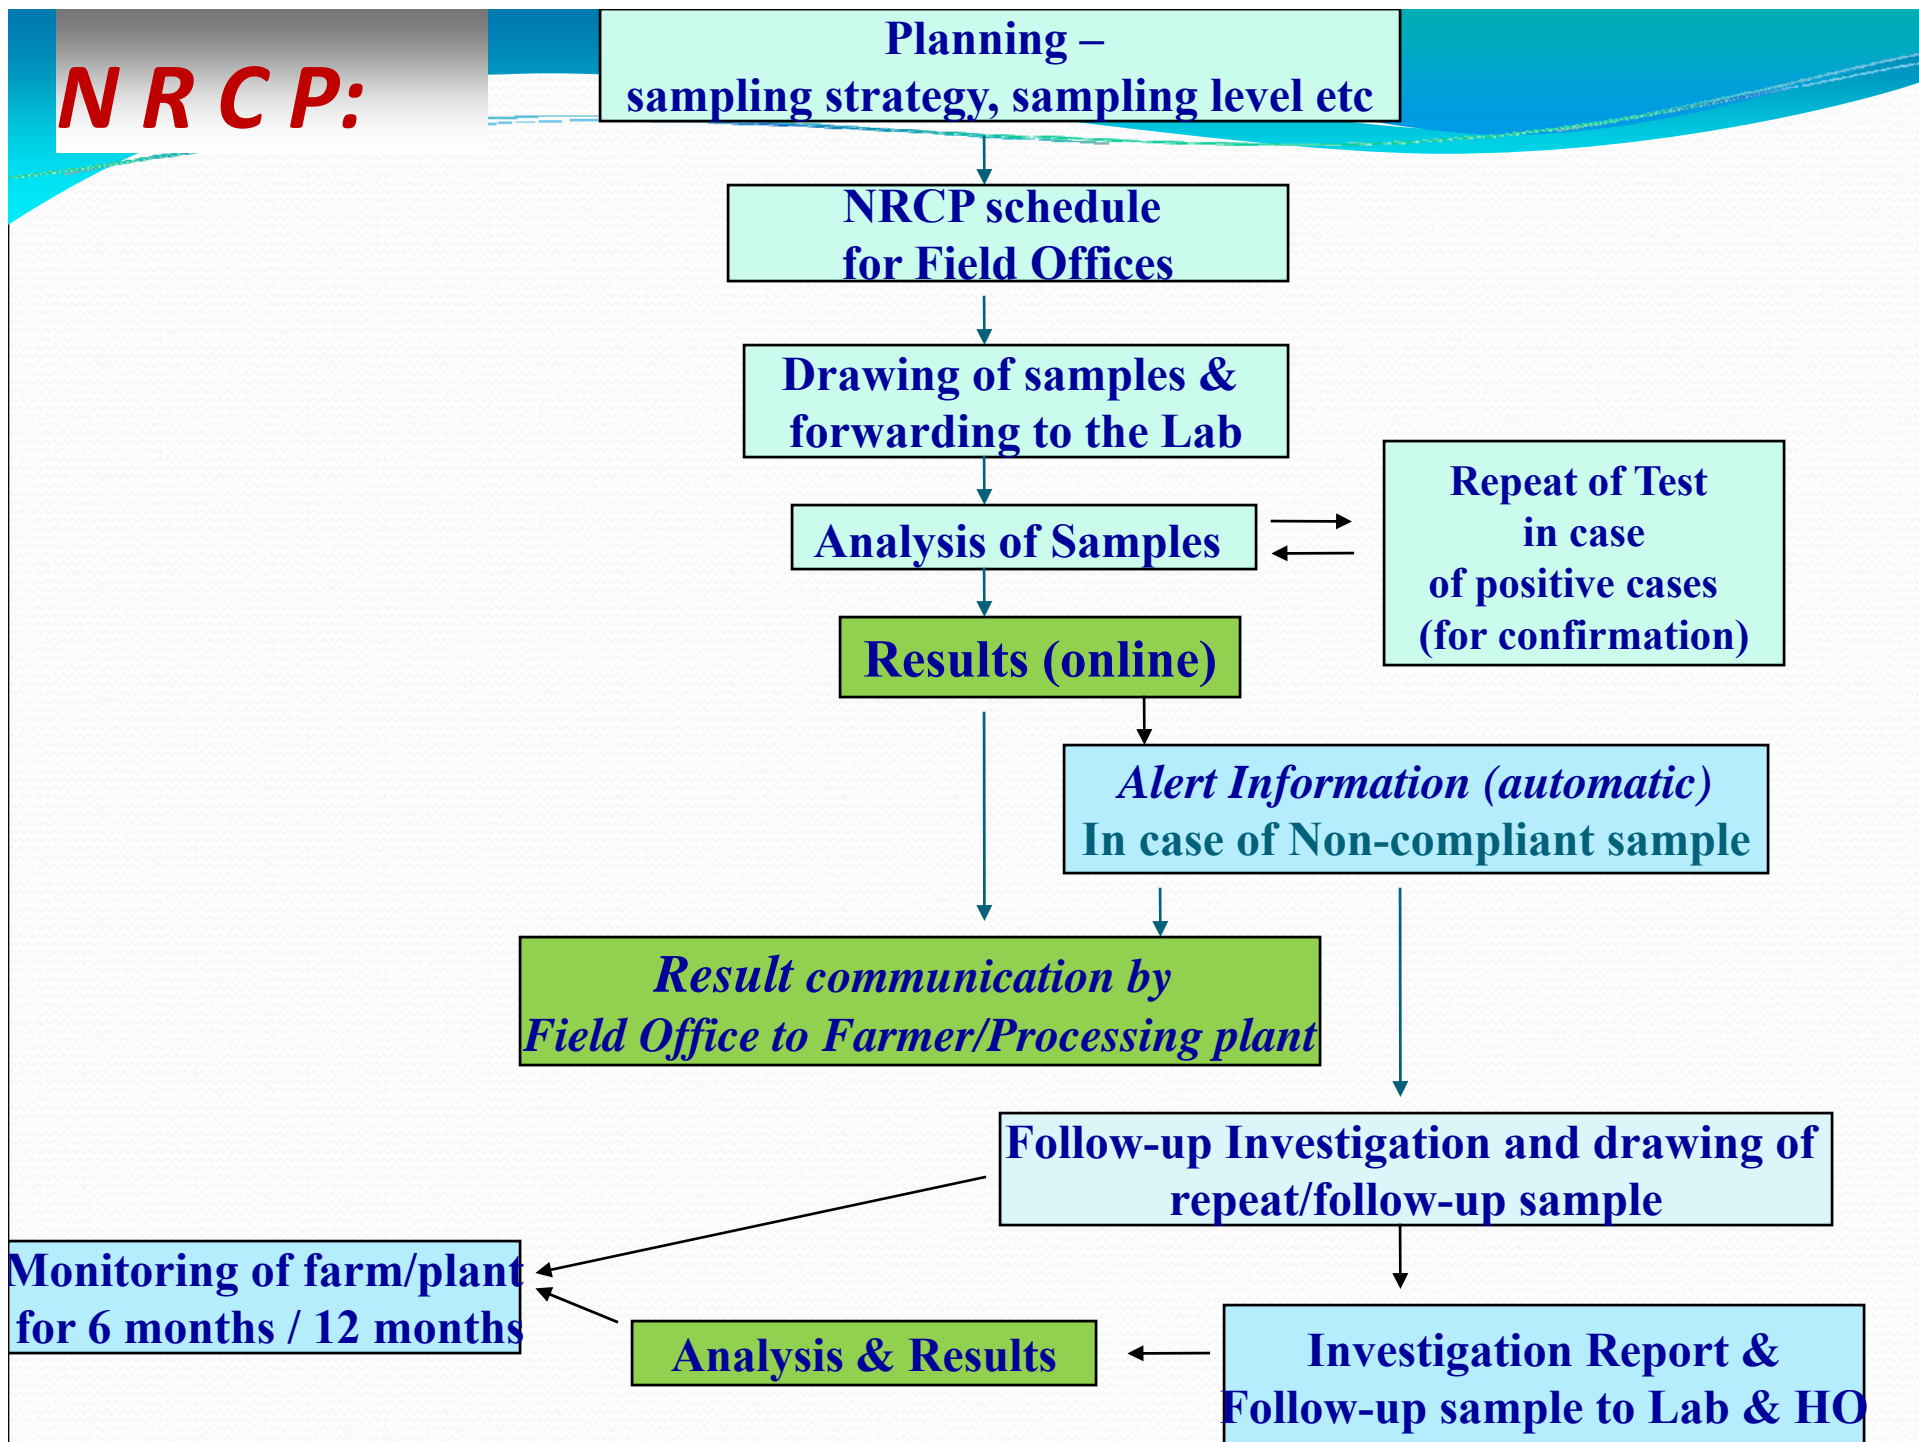 N R C P:
Planning –
sampling strategy, sampling level etc
NRCP schedule
for Field Offices
Drawing of samples &
forwarding to the Lab
Analysis of Samples
Repeat of Test
in case
of positive cases
(for confirmation)
Results (online)
Alert Information (automatic)
In case of Non-compliant sample
Result communication by
Field Office to Farmer/Processing plant
Follow-up Investigation and drawing of
repeat/follow-up sample
Monitoring of farm/plant
for 6 months / 12 months
Analysis & Results
Investigation Report &
Follow-up sample to Lab & HO